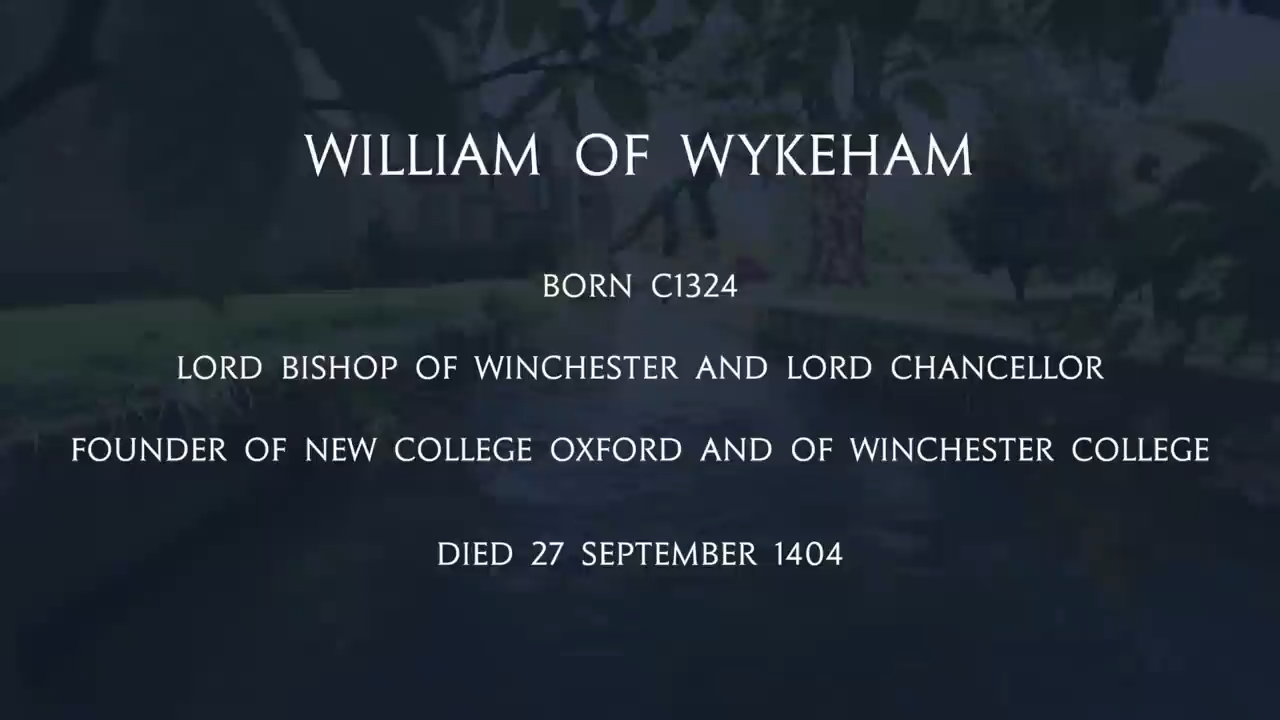 WILLIAM OF WYKEHAM
BORN C1324
LORD BISHOP OF WINCHESTER AND LORD CHANCELLOR
FOUNDER OF NEW COLLEGE OXFORD AND OF WINCHESTER COLLEGE
DIED 27 SEPTEMBER 1404